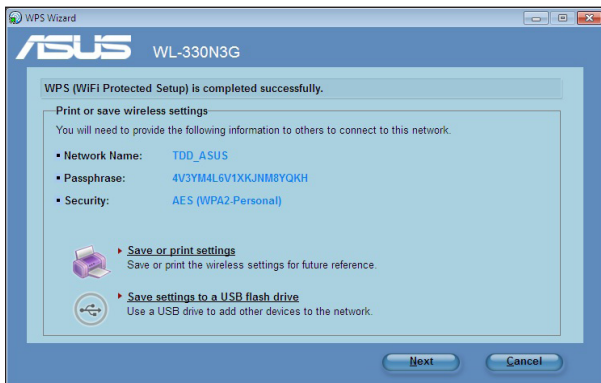 WPS Wizard
ASUS WL-330N3G
WPS (WiFi Protected Setup) is completed successfully.
Print or save wireless settings
You will need to provide the following information to others to connect to this network.
Network Name: TDD_ASUS
Passphrase: 4V3YM4L6V1XKJNM8YQKH
Security: AES (WPA2-Personal)
Save or print settings
Save or print the wireless settings for future reference.
Save settings to a USB flash drive
Use a USB drive to add other devices to the network.
Next Cancel